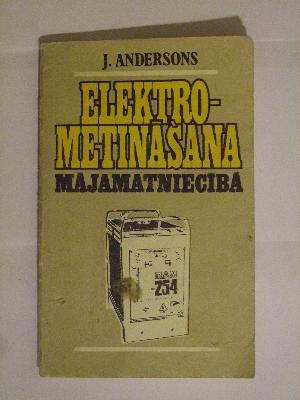 J. ANDERSONS
ELEKTRO-
METINĀŠANA
MĀJAMATNIECĪBĀ
254